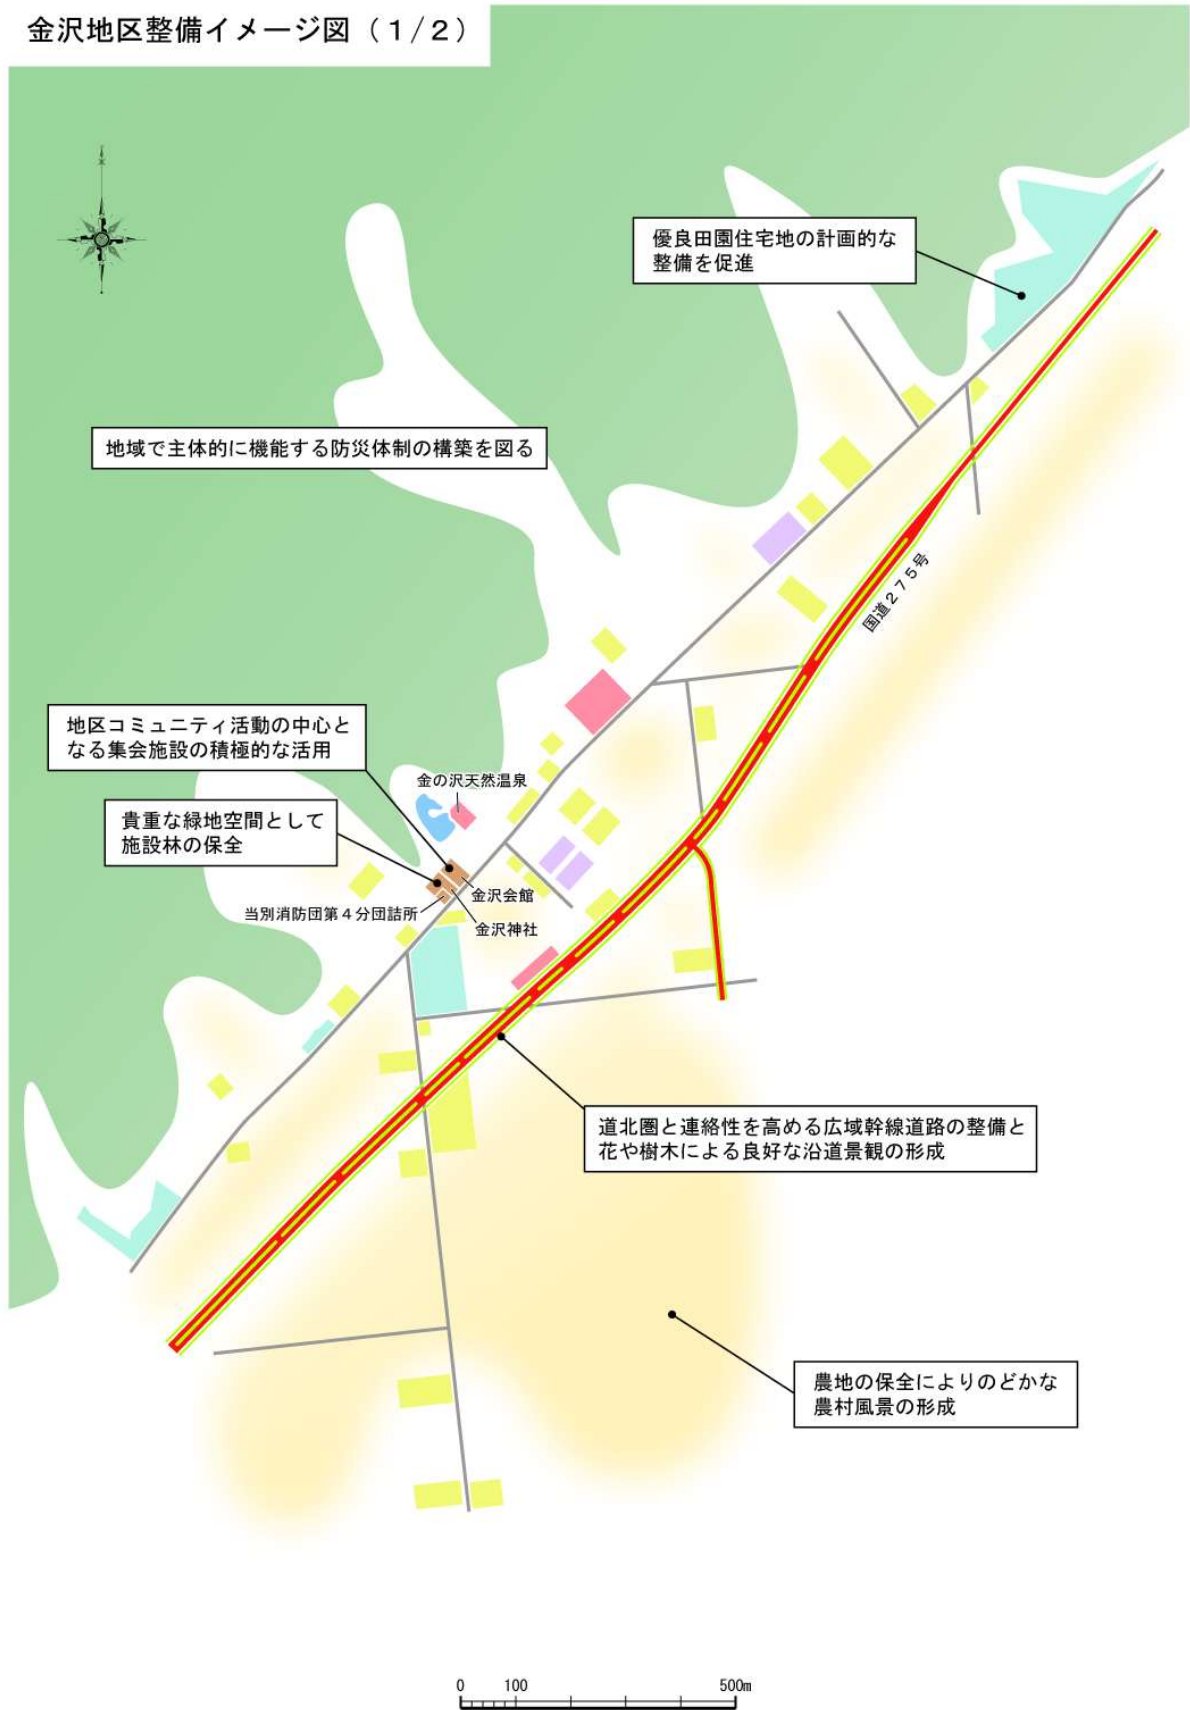 金沢地区整備イメージ図（１/２）
優良田園住宅地の計画的な
整備を促進
地域で主体的に機能する防災体制の構築を図る
国道２７５号
地区コミュニティ活動の中心と
なる集会施設の積極的な活用
金の沢天然温泉
貴重な緑地空間として
施設林の保全
金沢会館
当別消防団第４分団詰所
金沢神社
道北圏と連絡性を高める広域幹線道路の整備と
花や樹木による良好な沿道景観の形成
農地の保全によりのどかな
農村風景の形成
0 100 500m